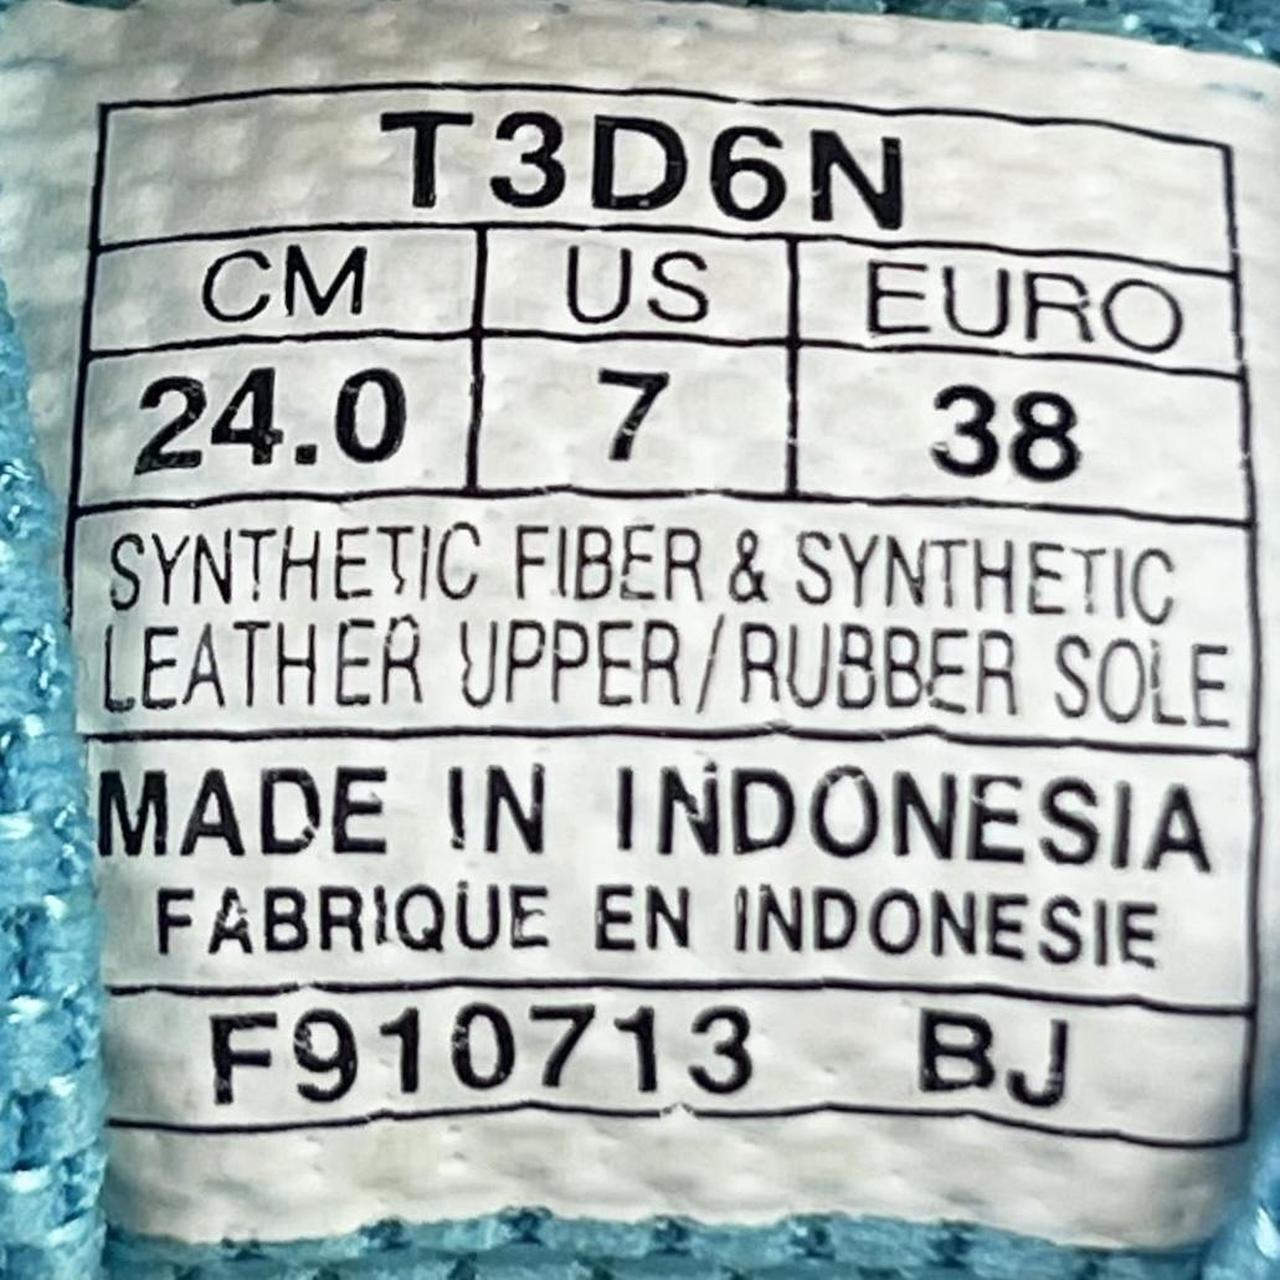 T3D6N
CM US EURO
24.0 7 38
SYNTHETIC FIBER & SYNTHETIC
LEATHER UPPER/RUBBER SOLE
MADE IN INDONESIA
FABRIQUE EN INDONESIE
F910713 BJ